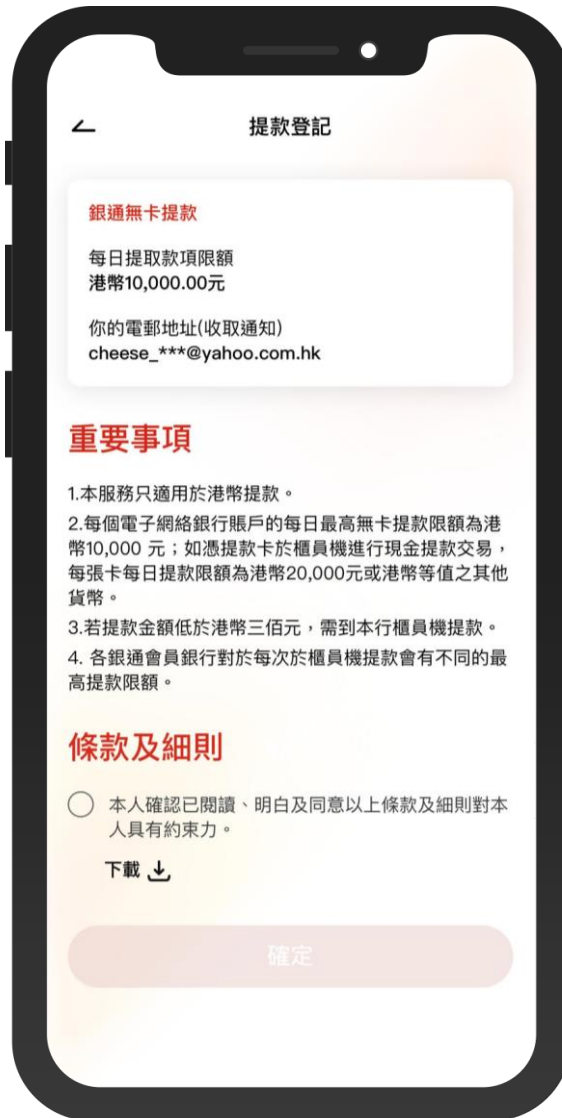 提款登記
銀通無卡提款
每日提取款項限額
港幣10,000.00元
你的電郵地址(收取通知)
cheese_***@yahoo.com.hk
重要事項
1.本服務只適用於港幣提款。
2.每個電子網絡銀行賬戶的每日最高無卡提款限額為港
幣10,000 元；如憑提款卡於櫃員機進行現金提款交易，
每張卡每日提款限額為港幣20,000元或港幣等值之其他
貨幣。
3.若提款金額低於港幣三佰元，需到本行櫃員機提款。
4. 各銀通會員銀行對於每次於櫃員機提款會有不同的最
高提款限額。
條款及細則
本人確認已閱讀、明白及同意以上條款及細則對本
人具有約束力。
下載
確定